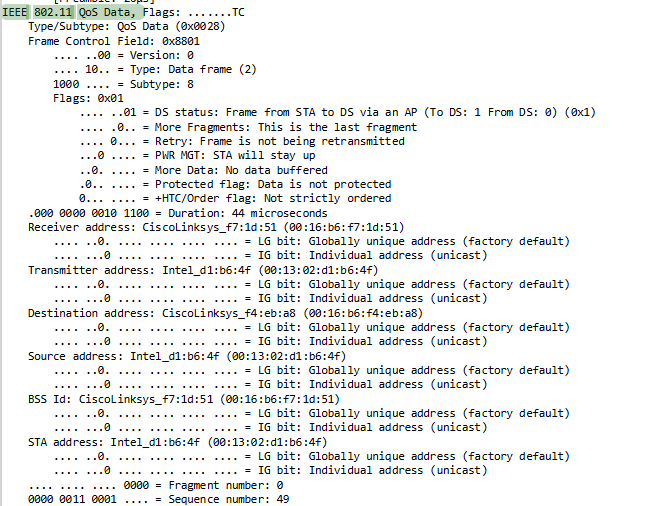 IEEE 802.11 QoS Data, Flags: .......TC
Type/Subtype: QoS Data (0x0028)
Frame Control Field: 0x8801
.... ..00 = Version: 0
.... 10.. = Type: Data frame (2)
1000 .... = Subtype: 8
Flags: 0x01
.... ..01 = DS status: Frame from STA to DS via an AP (To DS: 1 From DS: 0) (0x1)
.... .0.. = More Fragments: This is the last fragment
.... 0... = Retry: Frame is not being retransmitted
...0 .... = PWR MGT: STA will stay up
..0. .... = More Data: No data buffered
.0.. .... = Protected flag: Data is not protected
0... .... = +HTC/Order flag: Not strictly ordered
.000 0000 0010 1100 = Duration: 44 microseconds
Receiver address: CiscoLinksys_f7:1d:51 (00:16:b6:f7:1d:51)
.... ..0. .... .... .... .... = LG bit: Globally unique address (factory default)
.... ...0 .... .... .... .... = IG bit: Individual address (unicast)
Transmitter address: Intel_d1:b6:4f (00:13:02:d1:b6:4f)
.... ..0. .... .... .... .... = LG bit: Globally unique address (factory default)
.... ...0 .... .... .... .... = IG bit: Individual address (unicast)
Destination address: CiscoLinksys_f4:eb:a8 (00:16:b6:f4:eb:a8)
.... ..0. .... .... .... .... = LG bit: Globally unique address (factory default)
.... ...0 .... .... .... .... = IG bit: Individual address (unicast)
Source address: Intel_d1:b6:4f (00:13:02:d1:b6:4f)
.... ..0. .... .... .... .... = LG bit: Globally unique address (factory default)
.... ...0 .... .... .... .... = IG bit: Individual address (unicast)
BSS Id: CiscoLinksys_f7:1d:51 (00:16:b6:f7:1d:51)
.... ..0. .... .... .... .... = LG bit: Globally unique address (factory default)
.... ...0 .... .... .... .... = IG bit: Individual address (unicast)
STA address: Intel_d1:b6:4f (00:13:02:d1:b6:4f)
.... ..0. .... .... .... .... = LG bit: Globally unique address (factory default)
.... ...0 .... .... .... .... = IG bit: Individual address (unicast)
.... .... .... 0000 = Fragment number: 0
0000 0011 0001 .... = Sequence number: 49